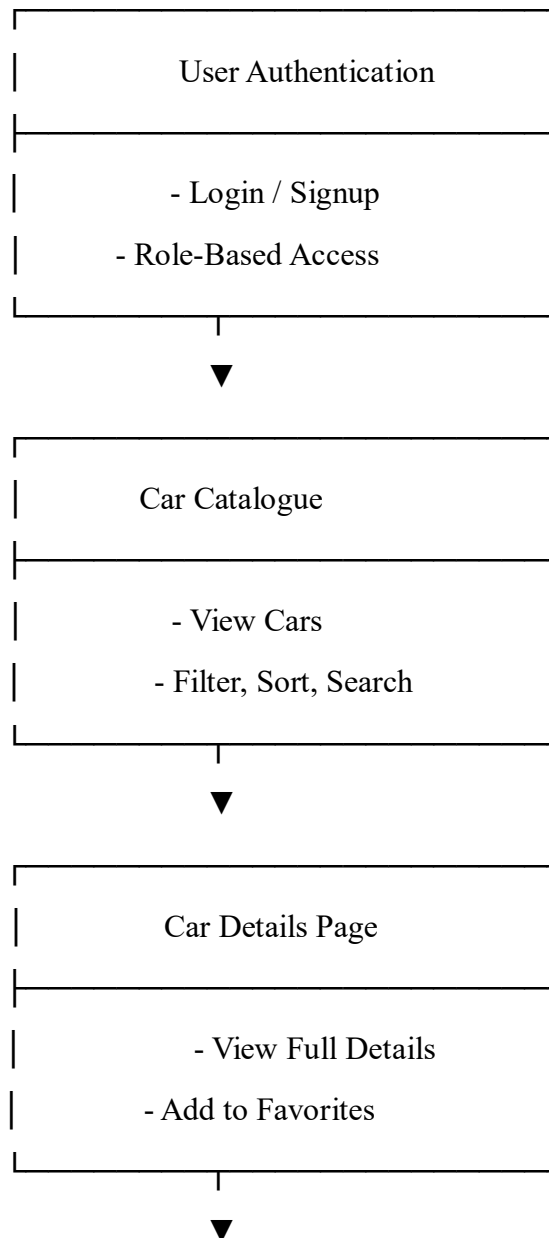 User Authentication
- Login / Signup
- Role-Based Access
▼
Car Catalogue
- View Cars
- Filter, Sort, Search
▼
Car Details Page
- View Full Details
- Add to Favorites
▼